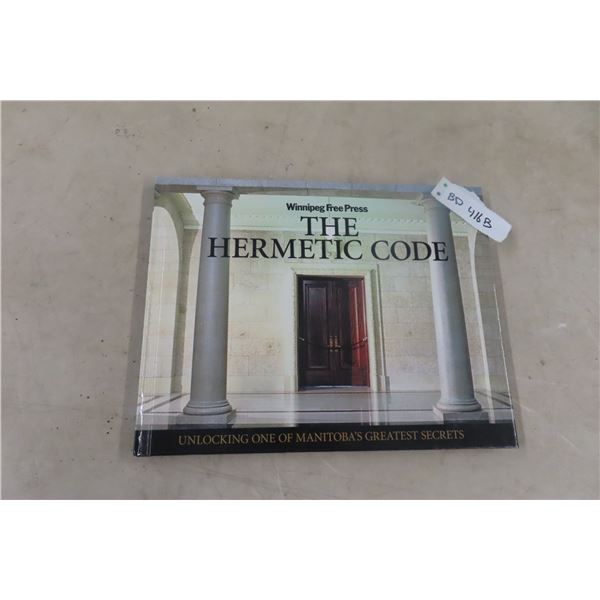 Winnipeg Free Press
THE
HERMETIC CODE
BD 416B
UNLOCKING ONE OF MANITOBA'S GREATEST SECRETS